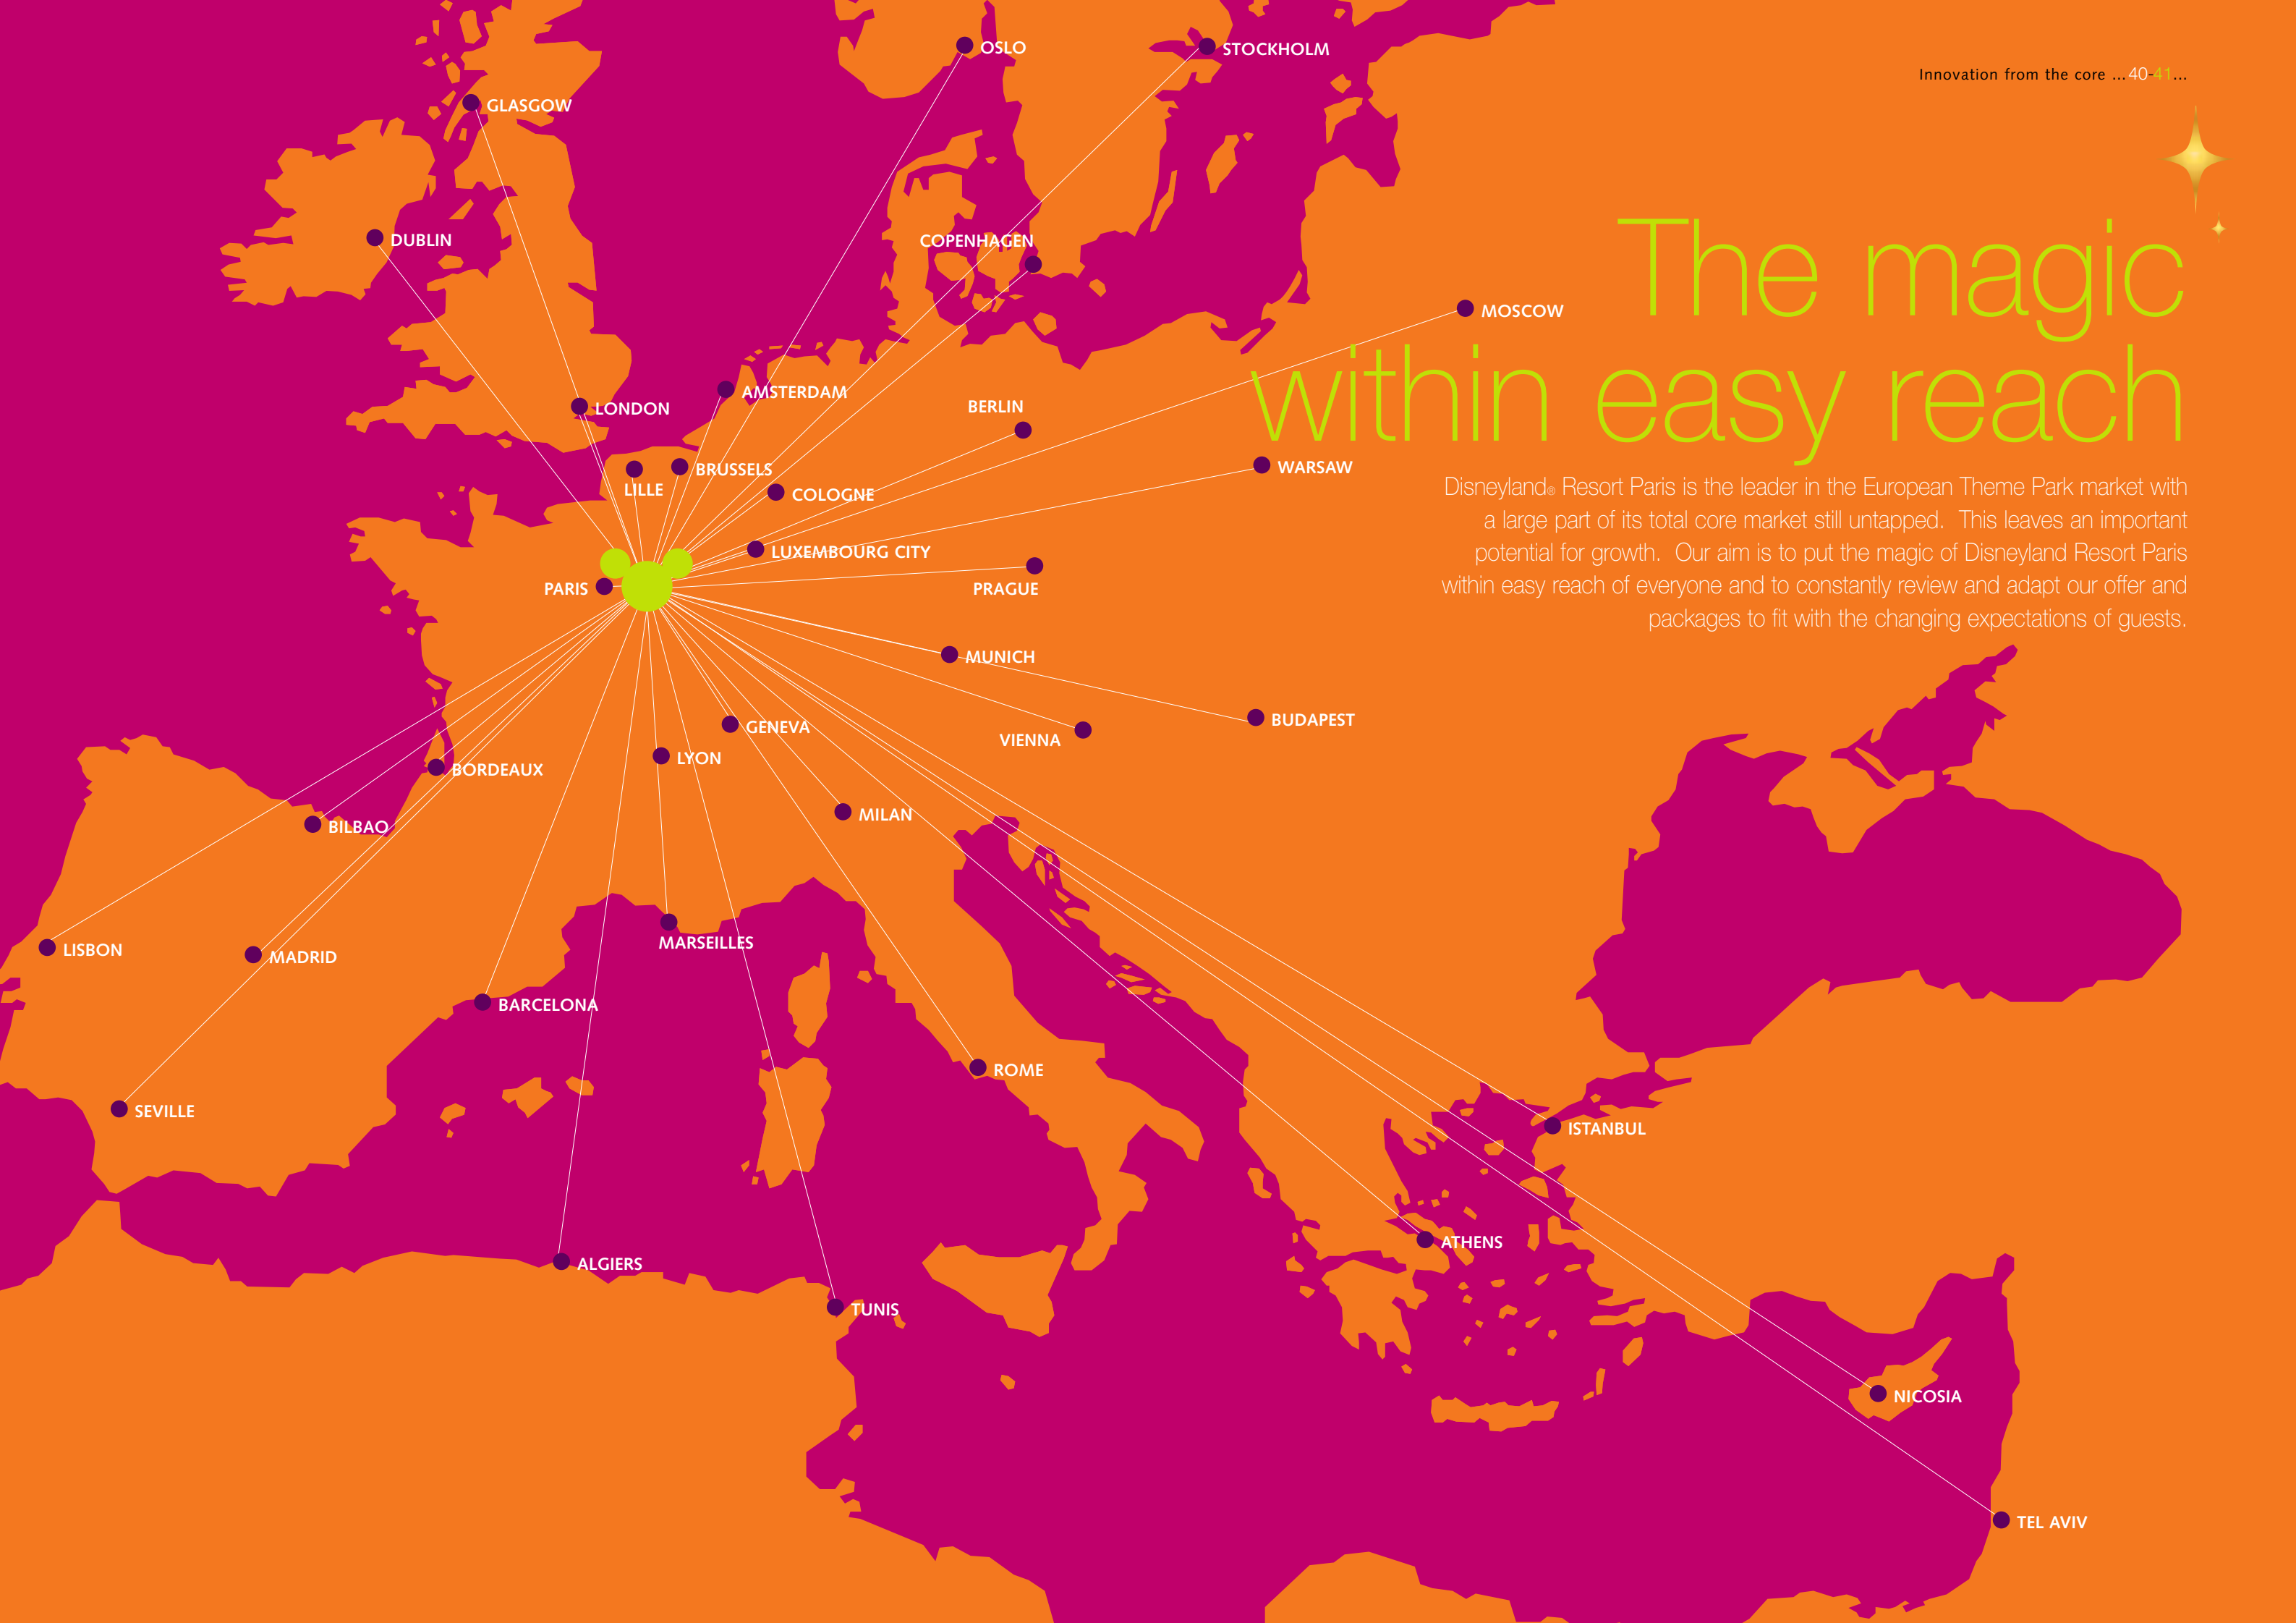 OSLO
STOCKHOLM
Innovation from the core ...40-41...
GLASGOW
The magic
within easy reach
DUBLIN
COPENHAGEN
MOSCOW
AMSTERDAM
LONDON
BERLIN
BRUSSELS
WARSAW
LILLE
COLOGNE
Disneyland® Resort Paris is the leader in the European Theme Park market with
a large part of its total core market still untapped. This leaves an important
potential for growth. Our aim is to put the magic of Disneyland Resort Paris
within easy reach of everyone and to constantly review and adapt our offer and
packages to fit with the changing expectations of guests.
LUXEMBOURG CITY
PARIS
PRAGUE
MUNICH
BUDAPEST
GENEVA
VIENNA
LYON
BORDEAUX
MILAN
BILBAO
MARSEILLES
LISBON
MADRID
BARCELONA
ROME
SEVILLE
ISTANBUL
ATHENS
ALGIERS
TUNIS
NICOSIA
TEL AVIV